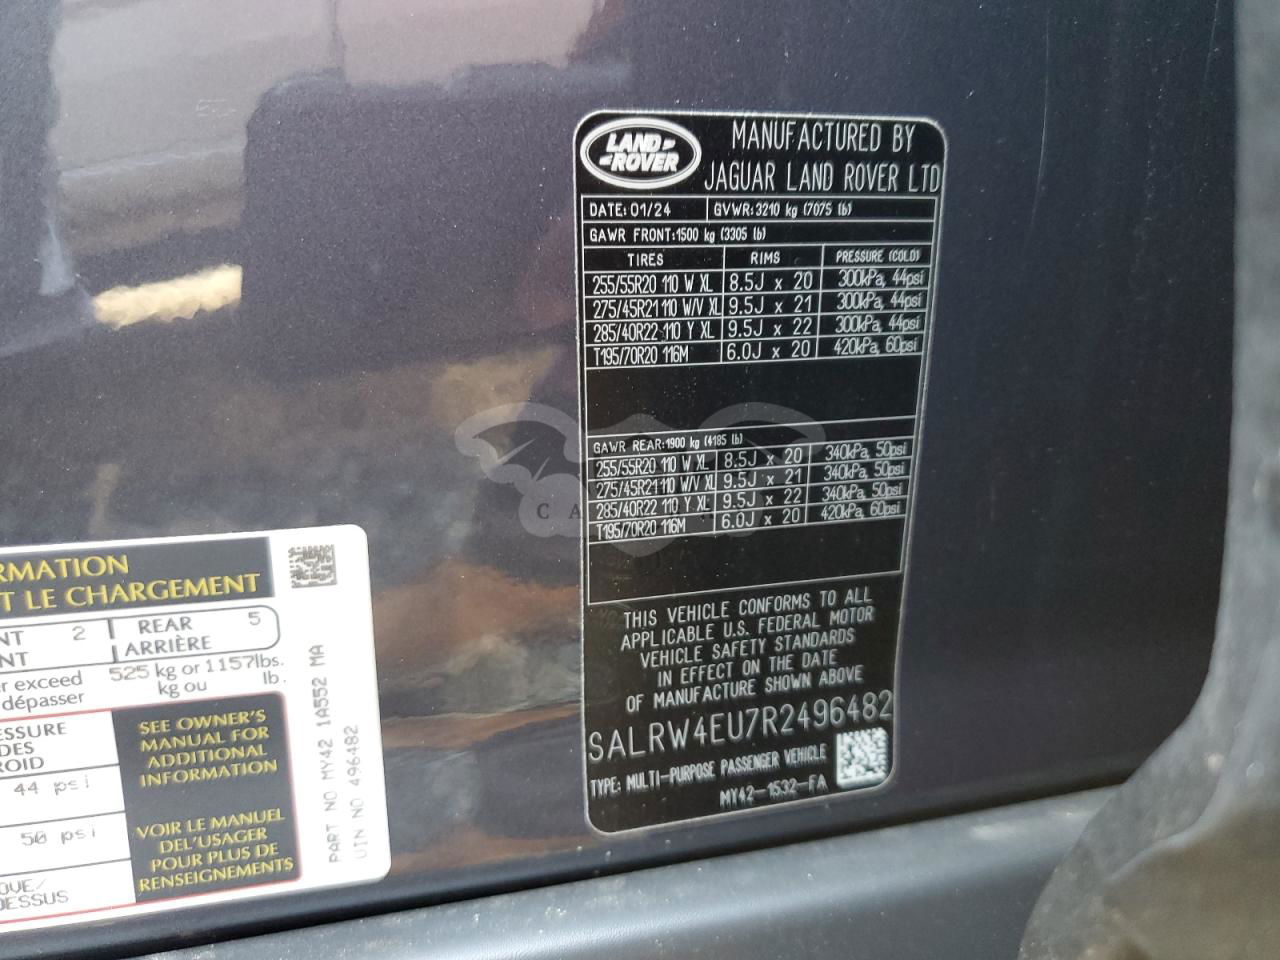 LAND
ROVER
MANUFACTURED BY
JAGUAR LAND ROVER LTD
DATE: 01/24 GVWR: 3210 kg (7075 lb)
GAWR FRONT: 1500 kg (3305 lb)
TIRES RIMS PRESSURE (COLD)
255/55R20 110 W XL 8.5J x 20 300kPa, 44psi
275/45R21 110 W/V XL 9.5J x 21 300kPa, 44psi
285/40R22 110 Y XL 9.5J x 22 300kPa, 44psi
T195/70R20 116M 6.0J x 20 420kPa, 60psi
GAWR REAR: 1900 kg (4185 lb)
255/55R20 110 W XL 8.5J x 20 340kPa, 50psi
275/45R21 110 W/V XL 9.5J x 21 340kPa, 50psi
285/40R22 110 Y XL 9.5J x 22 340kPa, 50psi
T195/70R20 116M 6.0J x 20 420kPa, 60psi
THIS VEHICLE CONFORMS TO ALL
APPLICABLE U.S. FEDERAL MOTOR
VEHICLE SAFETY STANDARDS
IN EFFECT ON THE DATE
OF MANUFACTURE SHOWN ABOVE
SALRW4EU7R2496482
TYPE: MULTI-PURPOSE PASSENGER VEHICLE
MY42-1532-FA
RMATION
T LE CHARGEMENT
NT 2 REAR 5
NT ARRIÈRE
r exceed 525 kg or 1157lbs.
dépasser kg ou lb.
ESSURE
DES
ROID
44 psi
50 psi
OVE/
DESSUS
SEE OWNER'S
MANUAL FOR
ADDITIONAL
INFORMATION
VOIR LE MANUEL
DEL'USAGER
POUR PLUS DE
RENSEIGNEMENTS
PART NO MY42 1A552 MA
VIN NO 496482